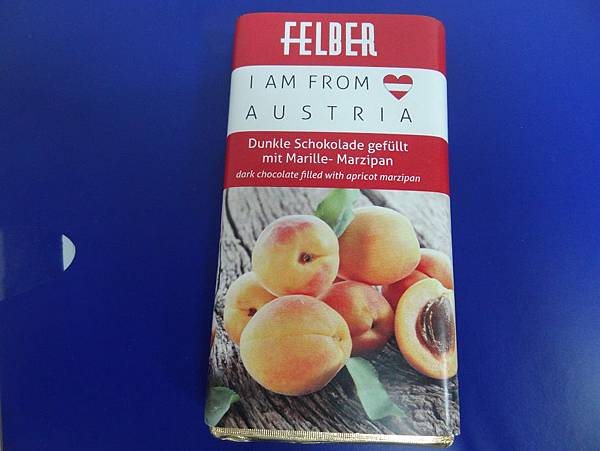 FELBER
I AM FROM
AUSTRIA
Dunkle Schokolade gefüllt
mit Marille- Marzipan
dark chocolate filled with apricot marzipan